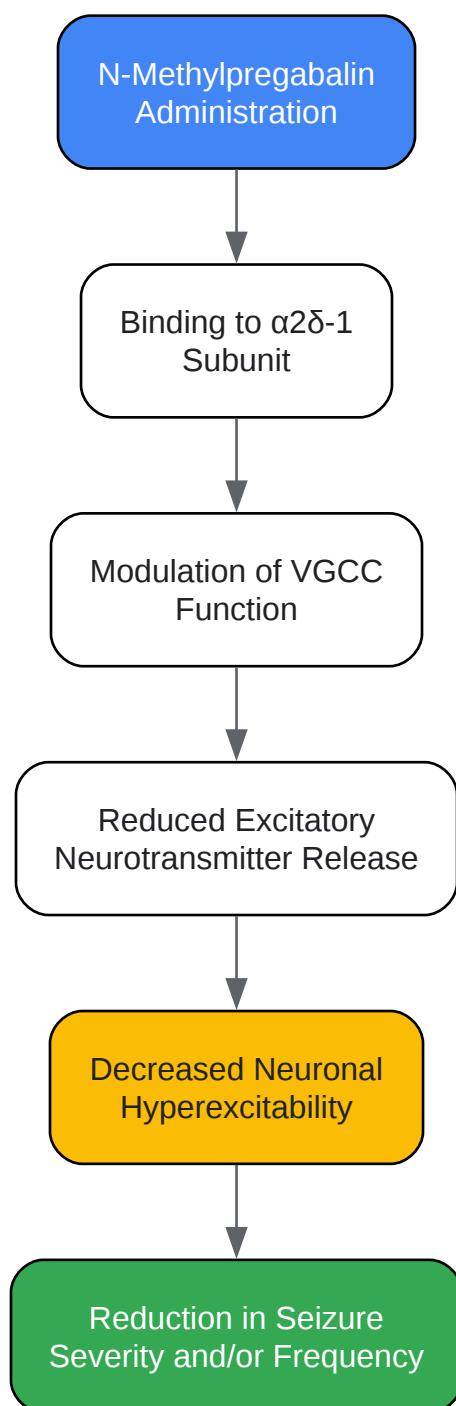 N-Methylpregabalin
Administration
Binding to α2δ-1
Subunit
Modulation of VGCC
Function
Reduced Excitatory
Neurotransmitter Release
Decreased Neuronal
Hyperexcitability
Reduction in Seizure
Severity and/or Frequency